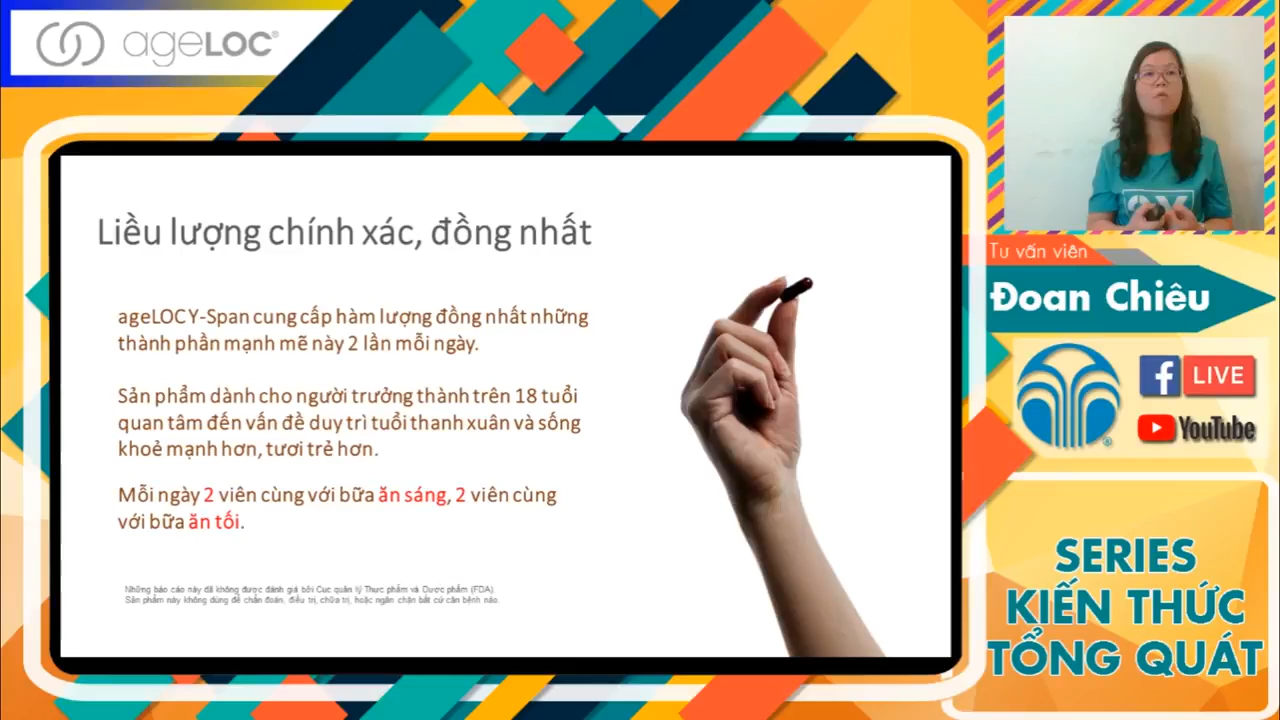 ageLOC®
Liều lượng chính xác, đồng nhất
ageLOC Y-Span cung cấp hàm lượng đồng nhất những
thành phần mạnh mẽ này 2 lần mỗi ngày.
Sản phẩm dành cho người trưởng thành trên 18 tuổi
quan tâm đến vấn đề duy trì tuổi thanh xuân và sống
khoẻ mạnh hơn, tươi trẻ hơn.
Mỗi ngày 2 viên cùng với bữa ăn sáng, 2 viên cùng
với bữa ăn tối.
Những báo cáo này đã không được đánh giá bởi Cục quản lý Thực phẩm và Dược phẩm (FDA).
Sản phẩm này không dùng để chẩn đoán, điều trị, chữa trị, hoặc ngăn chặn bất cứ căn bệnh nào.
Tư vấn viên
Đoan Chiêu
LIVE
YouTube
SERIES
KIẾN THỨC
TỔNG QUÁT